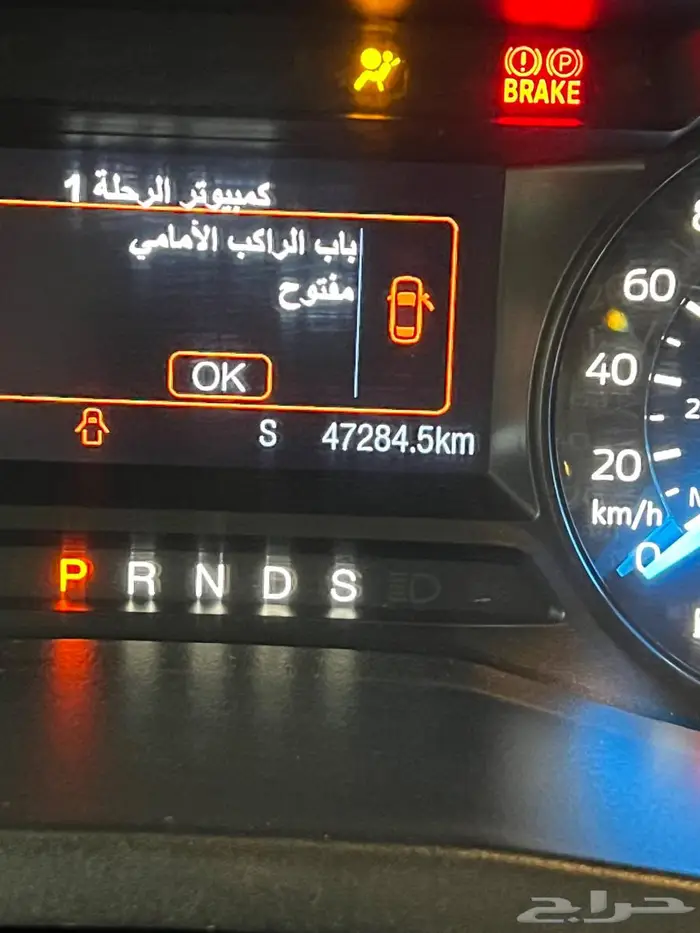 (!) (P)
BRAKE
كمبيوتر الرحلة 1
باب الراكب الأمامي
مفتوح
OK
S 47284.5km
60
40
20
km/h
0
P R N D S
حراج